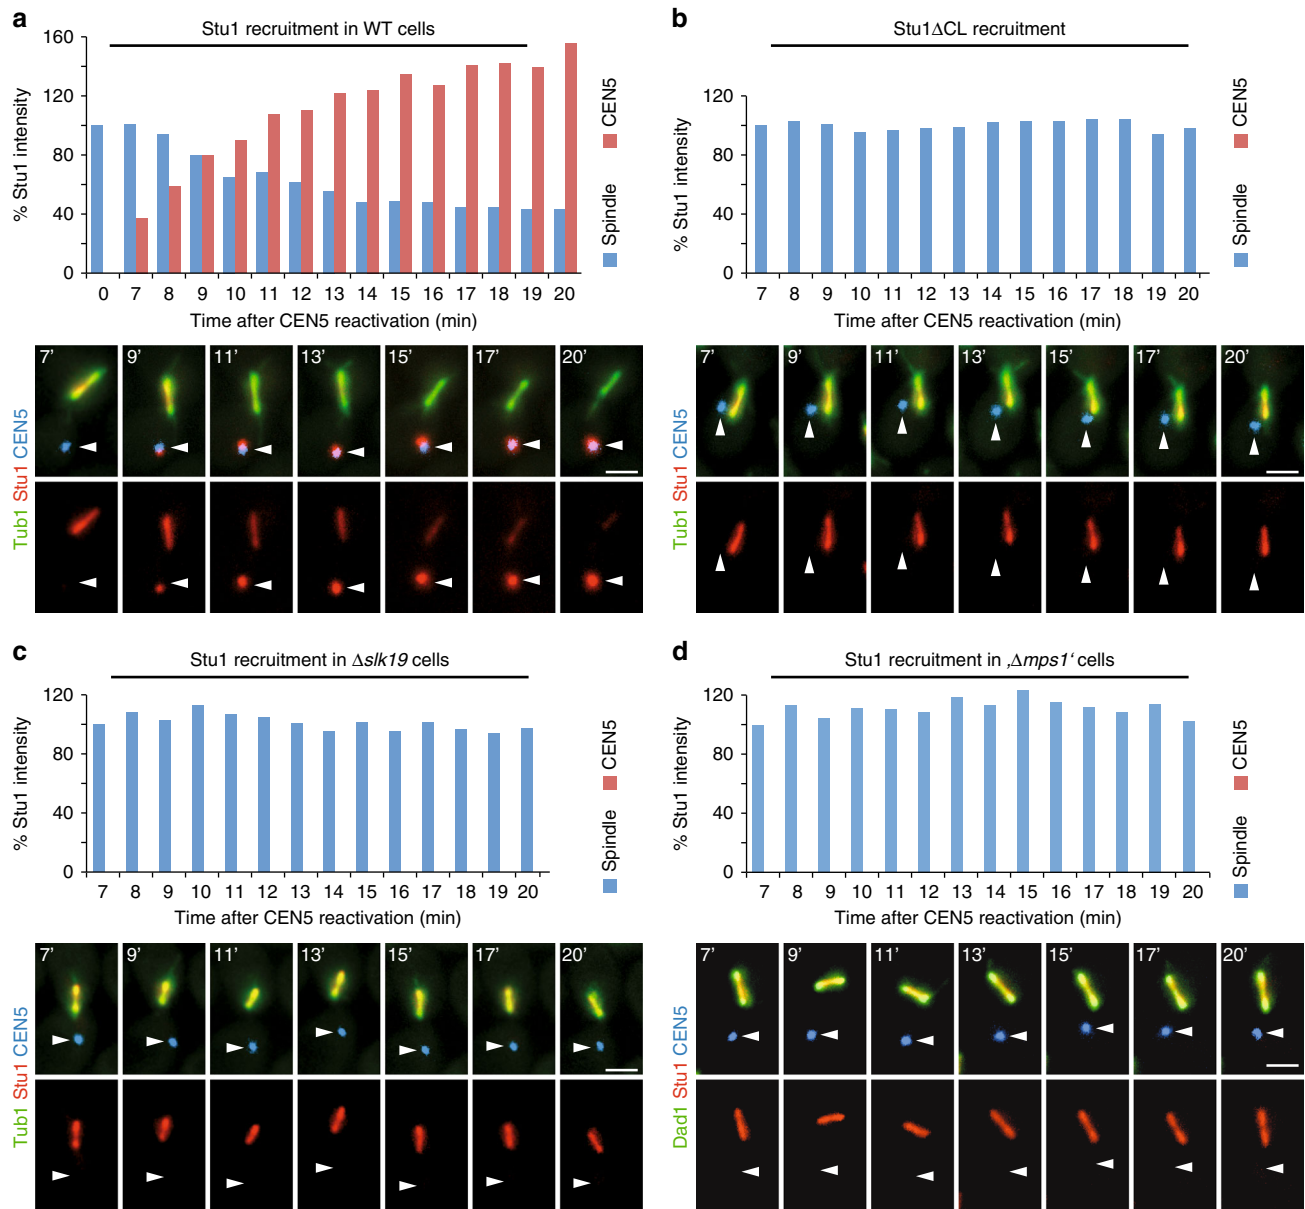 a
Stu1 recruitment in WT cells
160
120
80
40
0
% Stu1 intensity
0 7 8 9 10 11 12 13 14 15 16 17 18 19 20
Time after CEN5 reactivation (min)
Spindle CEN5
7’ 9’ 11’ 13’ 15’ 17’ 20’
Tub1 Stu1 CEN5
b
Stu1ΔCL recruitment
120
80
40
0
% Stu1 intensity
7 8 9 10 11 12 13 14 15 16 17 18 19 20
Time after CEN5 reactivation (min)
Spindle CEN5
7’ 9’ 11’ 13’ 15’ 17’ 20’
Tub1 Stu1 CEN5
c
Stu1 recruitment in Δslk19 cells
120
80
40
0
% Stu1 intensity
7 8 9 10 11 12 13 14 15 16 17 18 19 20
Time after CEN5 reactivation (min)
Spindle CEN5
7’ 9’ 11’ 13’ 15’ 17’ 20’
Tub1 Stu1 CEN5
d
Stu1 recruitment in ‚Δmps1‘ cells
120
80
40
0
% Stu1 intensity
7 8 9 10 11 12 13 14 15 16 17 18 19 20
Time after CEN5 reactivation (min)
Spindle CEN5
7’ 9’ 11’ 13’ 15’ 17’ 20’
Dad1 Stu1 CEN5